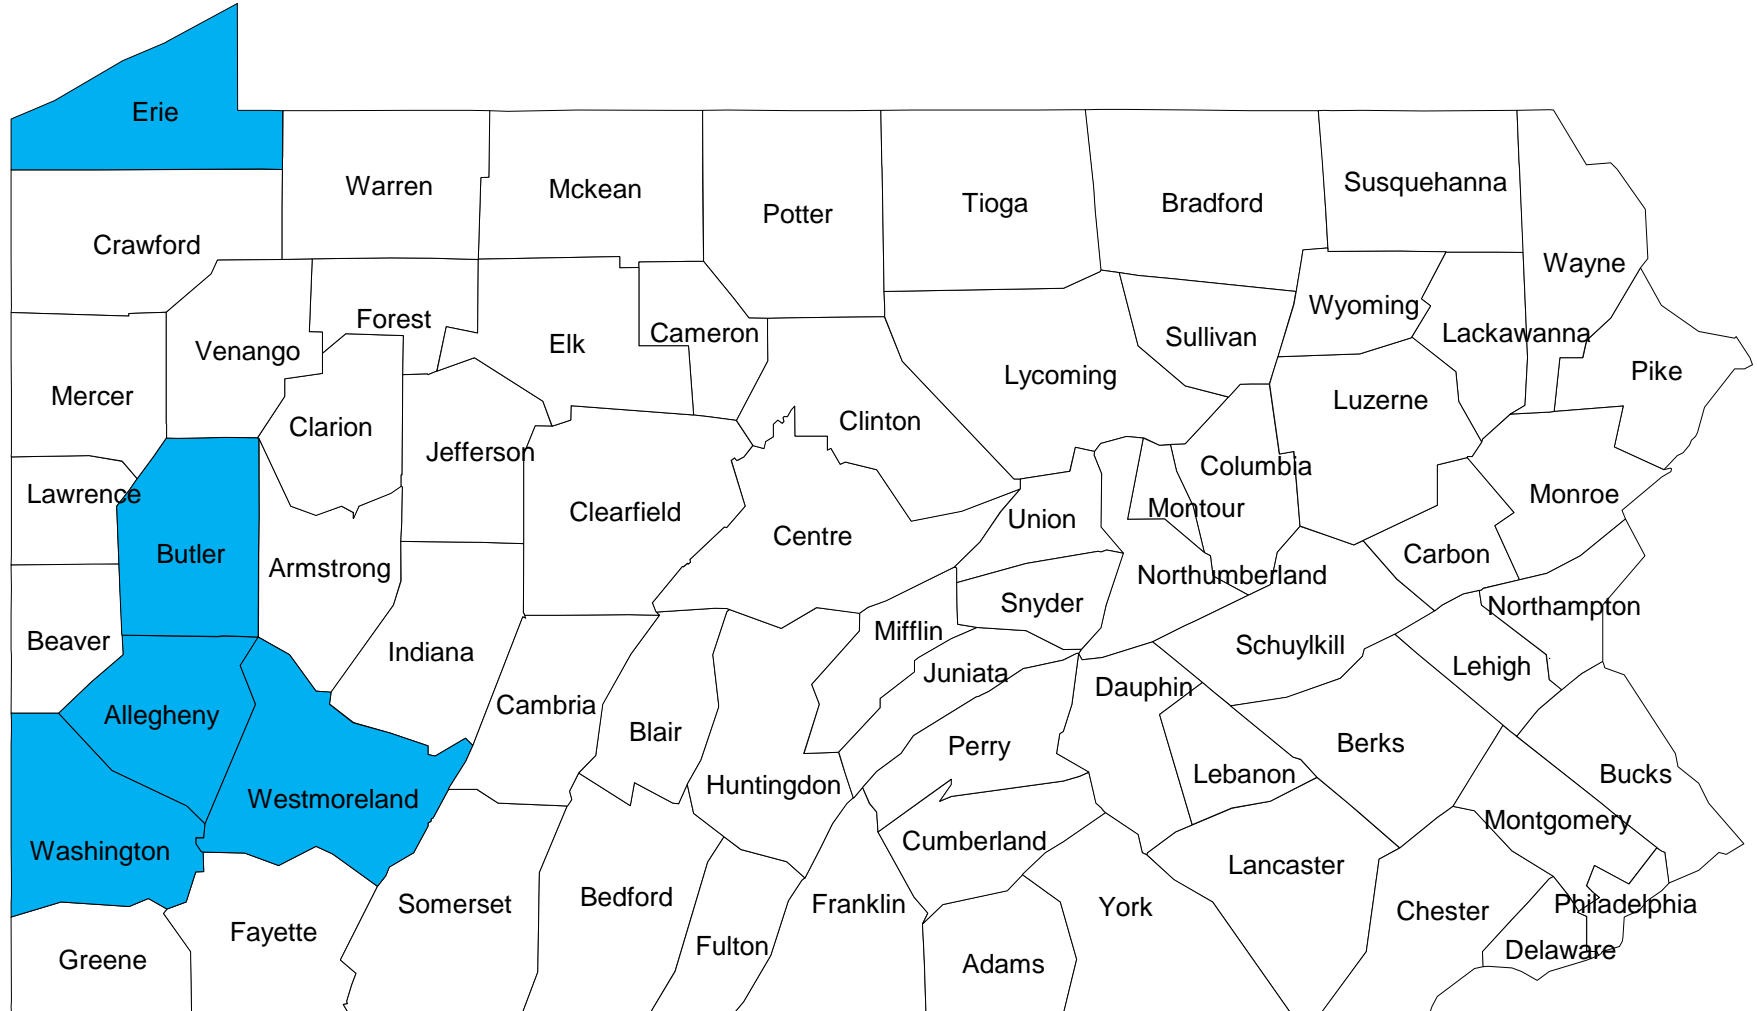 Erie
Warren
Mckean
Potter
Tioga
Bradford
Susquehanna
Crawford
Wayne
Forest
Venango
Elk
Cameron
Wyoming
Sullivan
Lackawanna
Mercer
Lycoming
Pike
Clarion
Clinton
Luzerne
Jefferson
Columbia
Lawrence
Clearfield
Union
Montour
Monroe
Butler
Armstrong
Centre
Carbon
Northumberland
Snyder
Northampton
Beaver
Indiana
Mifflin
Schuylkill
Lehigh
Juniata
Dauphin
Allegheny
Cambria
Blair
Perry
Berks
Westmoreland
Huntingdon
Lebanon
Bucks
Washington
Cumberland
Montgomery
Lancaster
Somerset
Bedford
Franklin
York
Chester
Philadelphia
Greene
Fayette
Fulton
Adams
Delaware